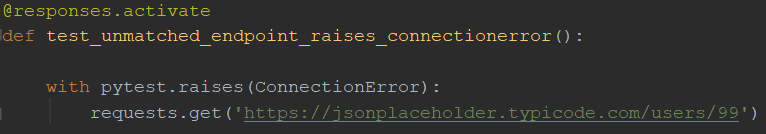 @responses.activate
def test_unmatched_endpoint_raises_connectionerror():
with pytest.raises(ConnectionError):
requests.get('https://jsonplaceholder.typicode.com/users/99')